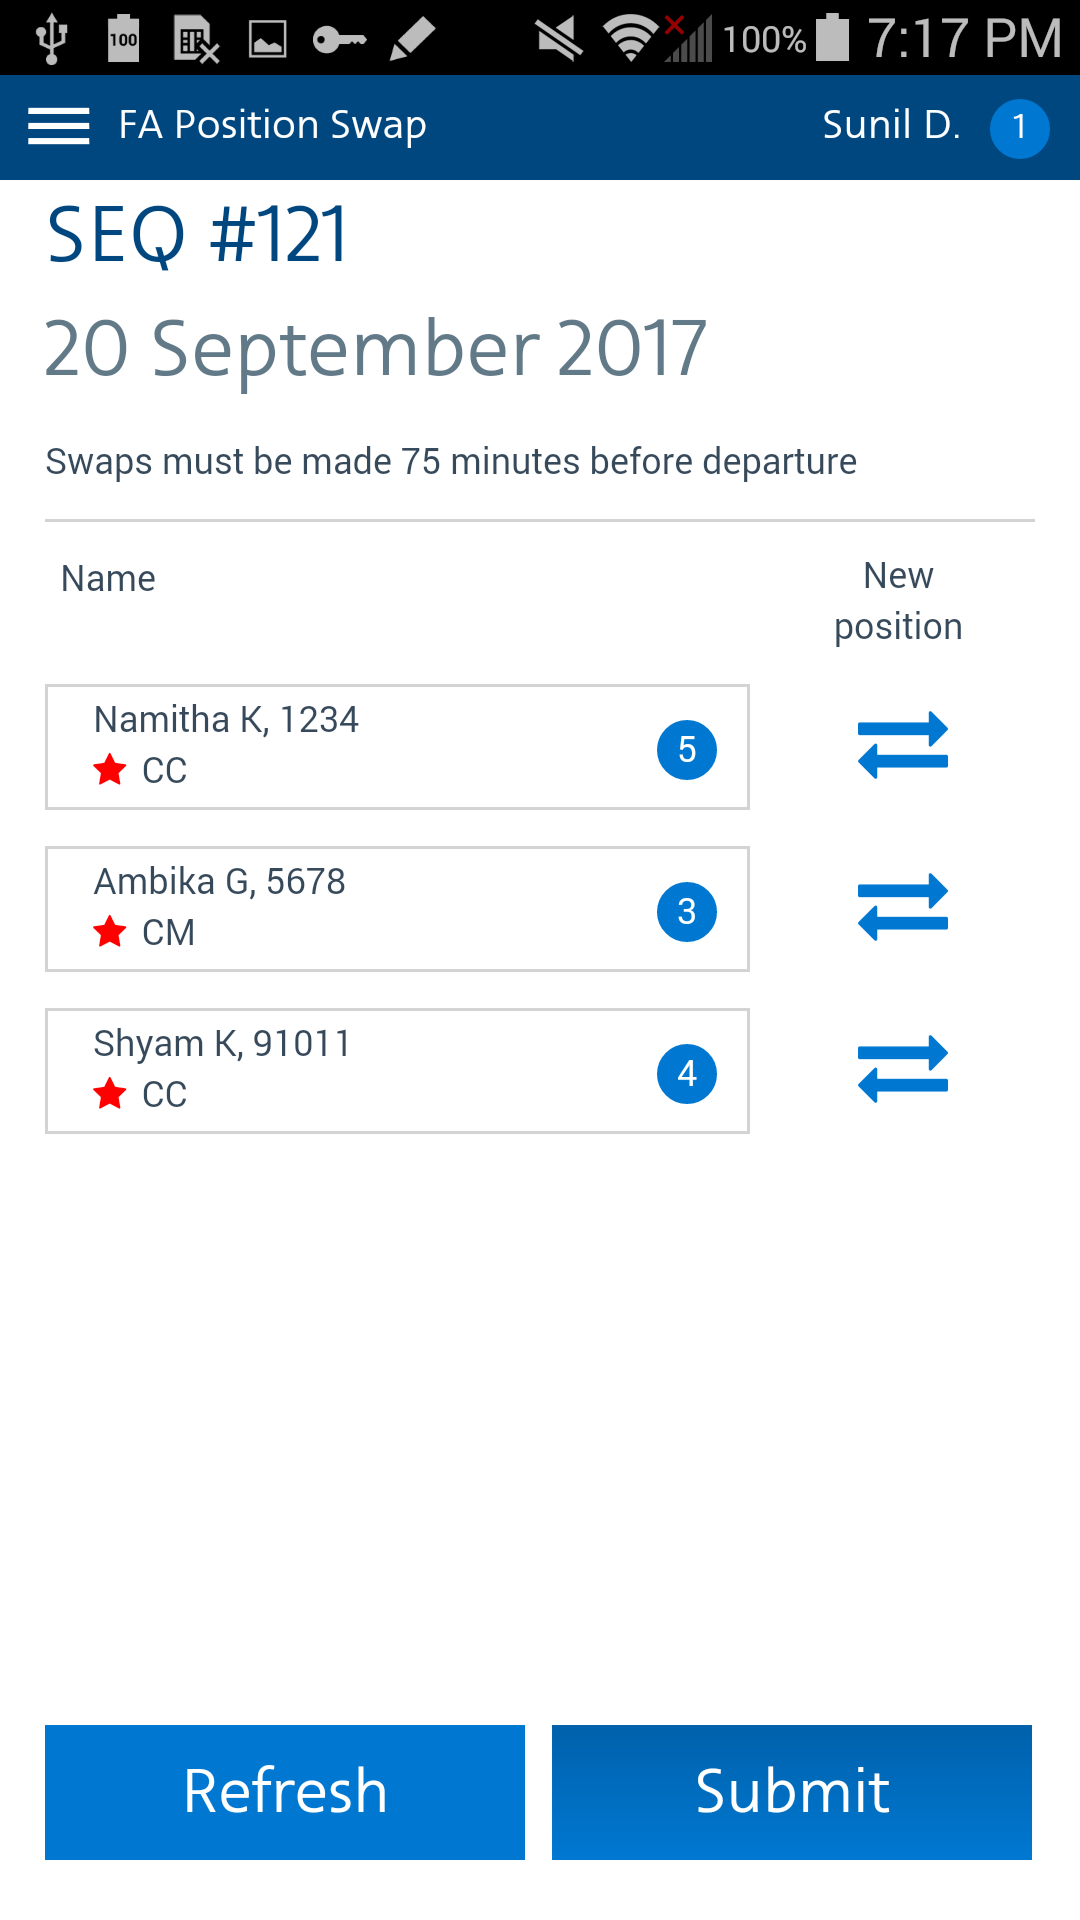 100 100% 7:17 PM
FA Position Swap Sunil D. 1
SEQ #121
20 September 2017
Swaps must be made 75 minutes before departure
Name New position
Namitha K, 1234
CC 5
Ambika G, 5678
CM 3
Shyam K, 91011
CC 4
Refresh Submit